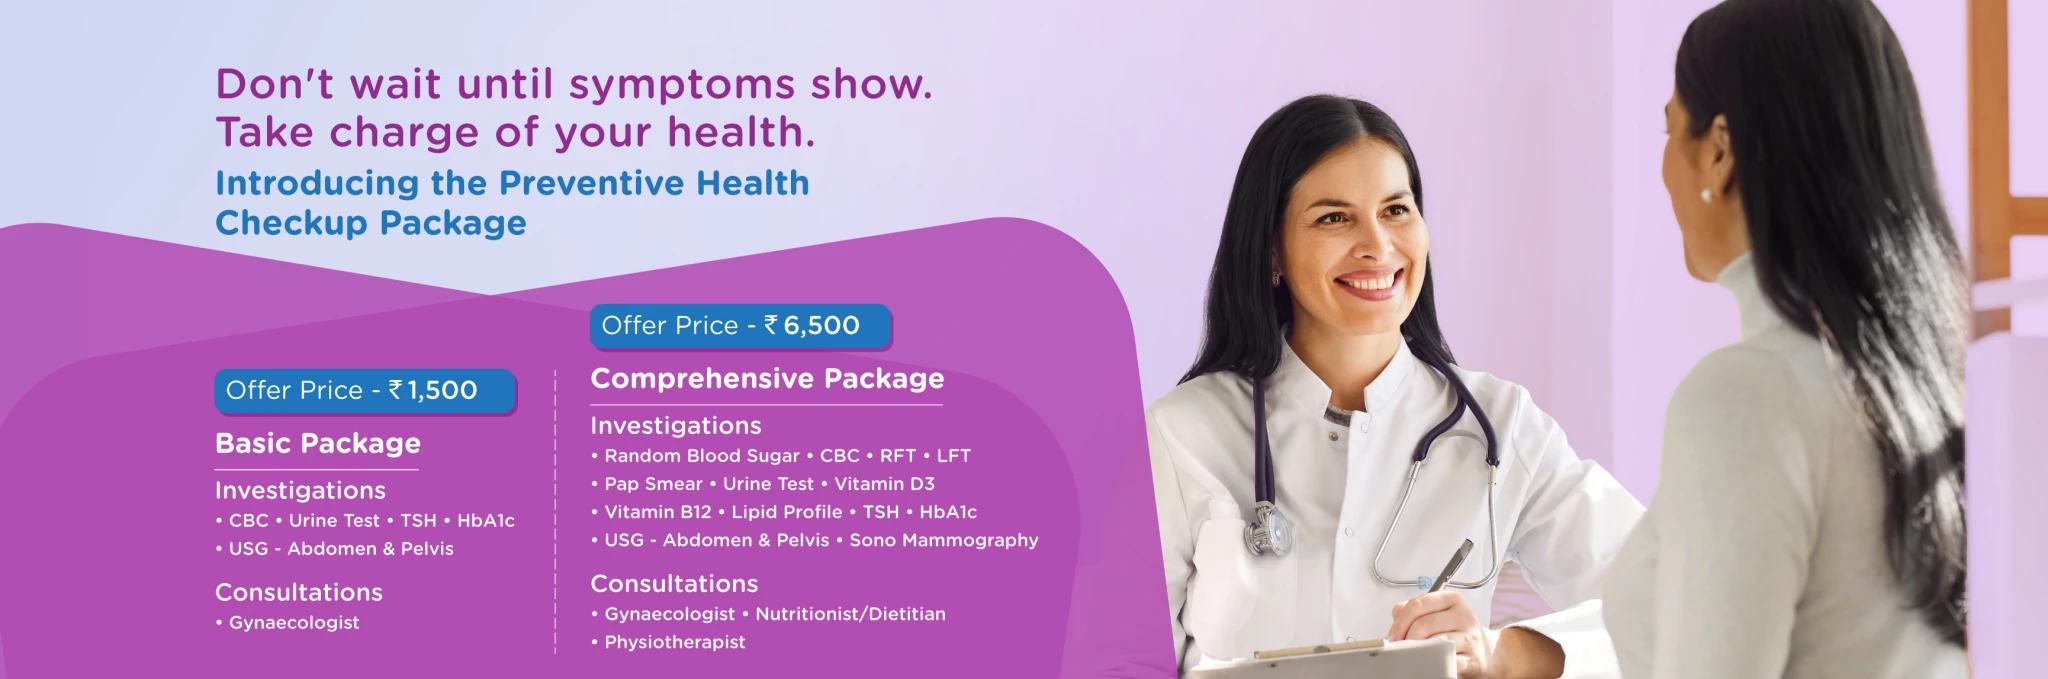 Don't wait until symptoms show.
Take charge of your health.
Introducing the Preventive Health
Checkup Package
Offer Price - ₹ 1,500
Basic Package
Investigations
• CBC • Urine Test • TSH • HbA1c
• USG - Abdomen & Pelvis
Consultations
• Gynaecologist
Offer Price - ₹ 6,500
Comprehensive Package
Investigations
• Random Blood Sugar • CBC • RFT • LFT
• Pap Smear • Urine Test • Vitamin D3
• Vitamin B12 • Lipid Profile • TSH • HbA1c
• USG - Abdomen & Pelvis • Sono Mammography
Consultations
• Gynaecologist • Nutritionist/Dietitian
• Physiotherapist